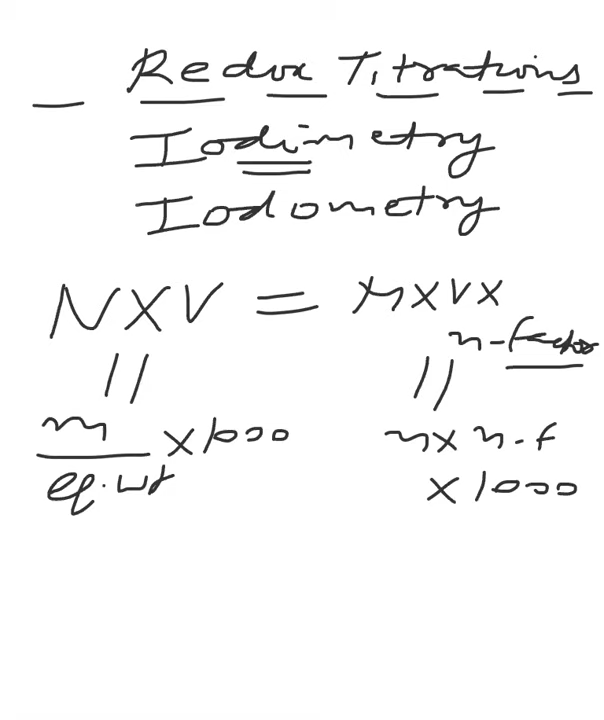 Redox Titrations
Iodimetry
Iodometry
N X V = M X V X
n-factor
|| ||
m/eq.wt X 1000 n x n-f
X 1000